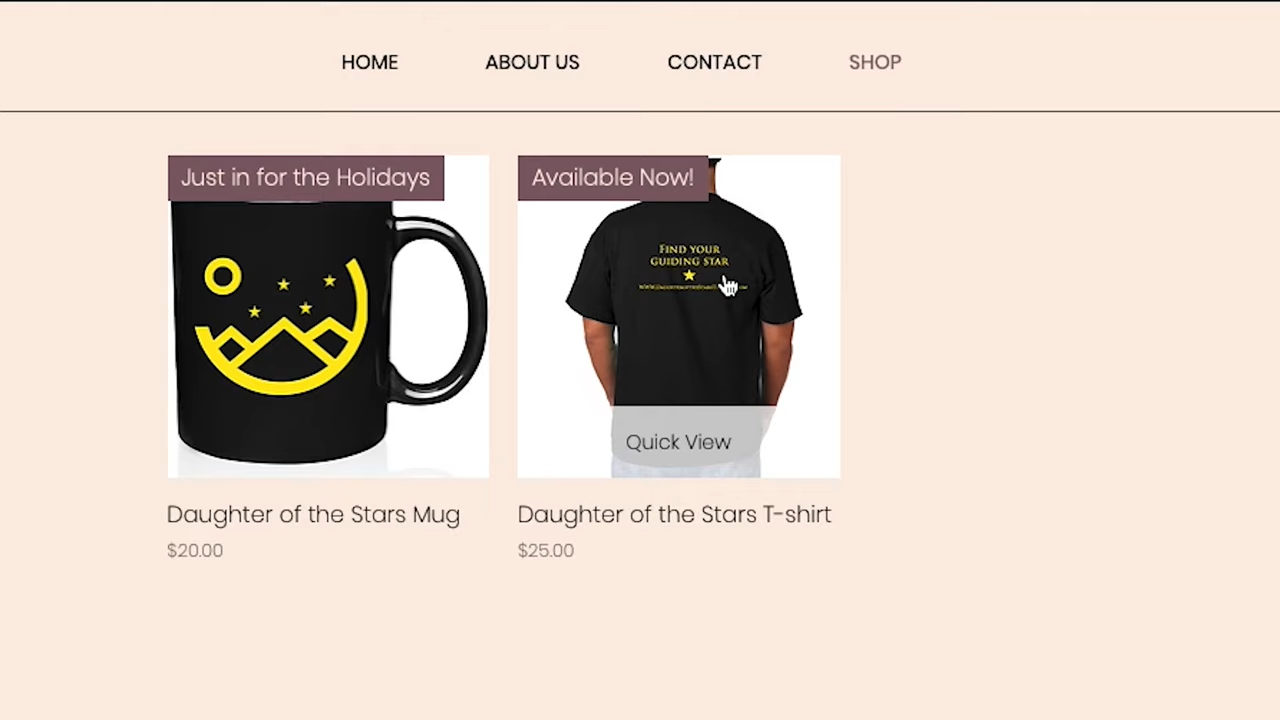 HOME ABOUT US CONTACT SHOP
Just in for the Holidays
Available Now!
FIND YOUR
GUIDING STAR
Quick View
Daughter of the Stars Mug
$20.00
Daughter of the Stars T-shirt
$25.00